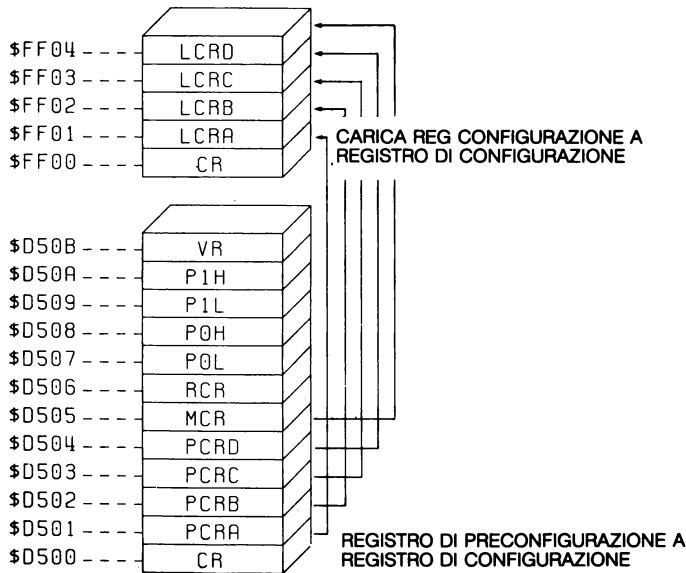 $FF04 ---- LCRD
$FF03 ---- LCRC
$FF02 ---- LCRB
$FF01 ---- LCRA
$FF00 ---- CR
CARICA REG CONFIGURAZIONE A
REGISTRO DI CONFIGURAZIONE
$D50B ---- VR
$D50A ---- P1H
$D509 ---- P1L
$D508 ---- P0H
$D507 ---- P0L
$D506 ---- RCR
$D505 ---- MCR
$D504 ---- PCRD
$D503 ---- PCRC
$D502 ---- PCRB
$D501 ---- PCRA
$D500 ---- CR
REGISTRO DI PRECONFIGURAZIONE A
REGISTRO DI CONFIGURAZIONE